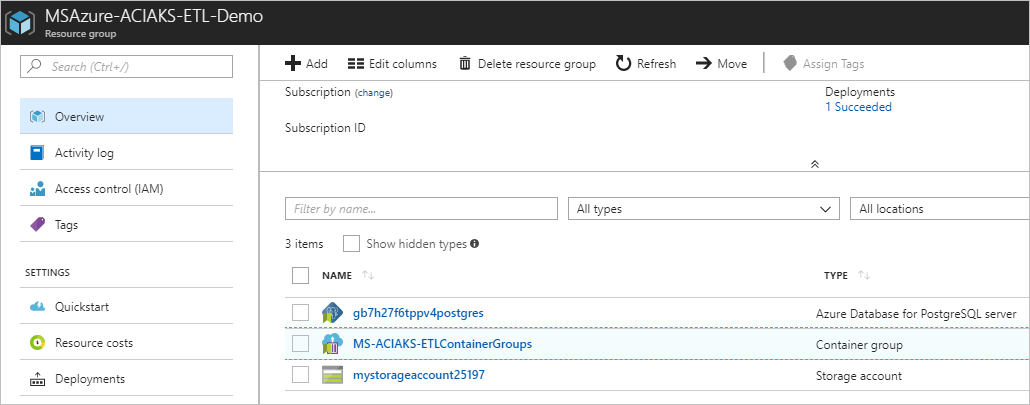 MSAzure-ACIAKS-ETL-Demo
Resource group
Search (Ctrl+/)
Overview
Activity log
Access control (IAM)
Tags
SETTINGS
Quickstart
Resource costs
Deployments
Add
Edit columns
Delete resource group
Refresh
Move
Assign Tags
Subscription (change)
Deployments
1 Succeeded
Subscription ID
Filter by name...
All types
All locations
3 items
Show hidden types
NAME
TYPE
gb7h27f6tppv4postgres
Azure Database for PostgreSQL server
MS-ACIAKS-ETLContainerGroups
Container group
mystorageaccount25197
Storage account